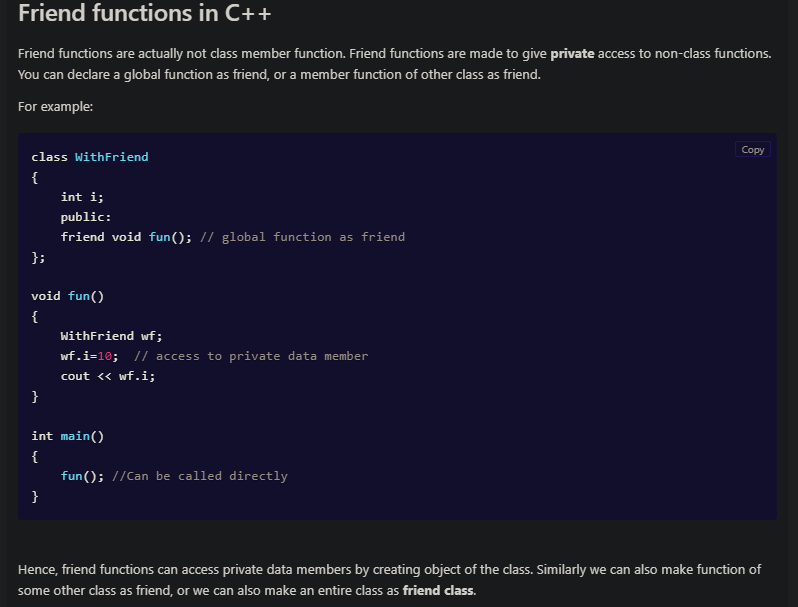 Friend functions in C++
Friend functions are actually not class member function. Friend functions are made to give private access to non-class functions.
You can declare a global function as friend, or a member function of other class as friend.
For example:
Copy
class WithFriend
{
    int i;
    public:
    friend void fun(); // global function as friend
};

void fun()
{
    WithFriend wf;
    wf.i=10;  // access to private data member
    cout << wf.i;
}

int main()
{
    fun(); //Can be called directly
}
Hence, friend functions can access private data members by creating object of the class. Similarly we can also make function of
some other class as friend, or we can also make an entire class as friend class.